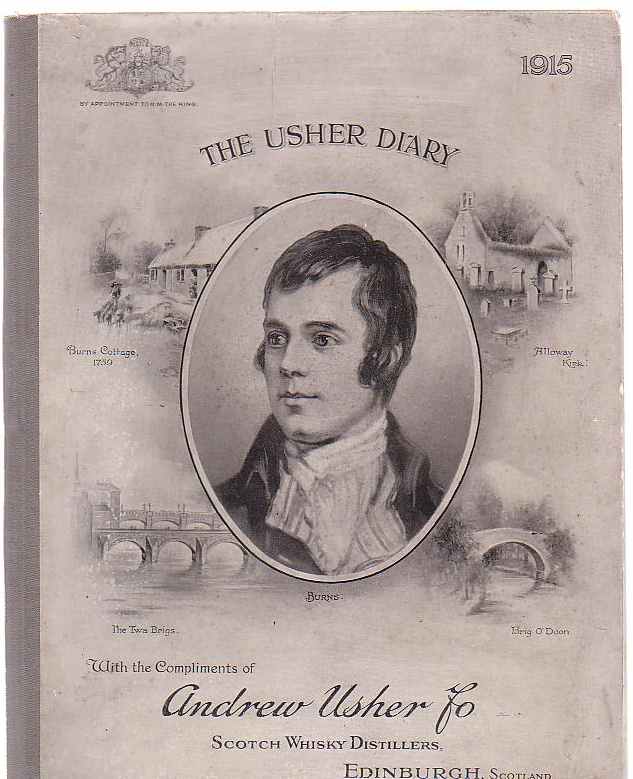 1915
BY APPOINTMENT TO H.M. THE KING.
THE USHER DIARY
Burns Cottage,
1759
Alloway
Kirk.
BURNS.
The Twa Brigs.
Brig O'Doon
With the Compliments of
Andrew Usher & Co
SCOTCH WHISKY DISTILLERS,
EDINBURGH, SCOTLAND